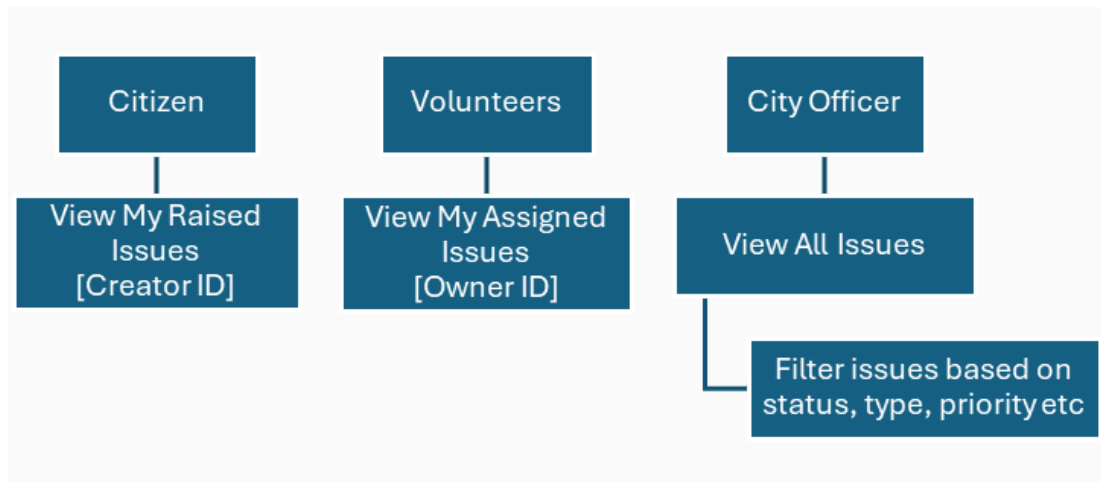 Citizen
Volunteers
City Officer
View My Raised
Issues
[Creator ID]
View My Assigned
Issues
[Owner ID]
View All Issues
Filter issues based on
status, type, priority etc